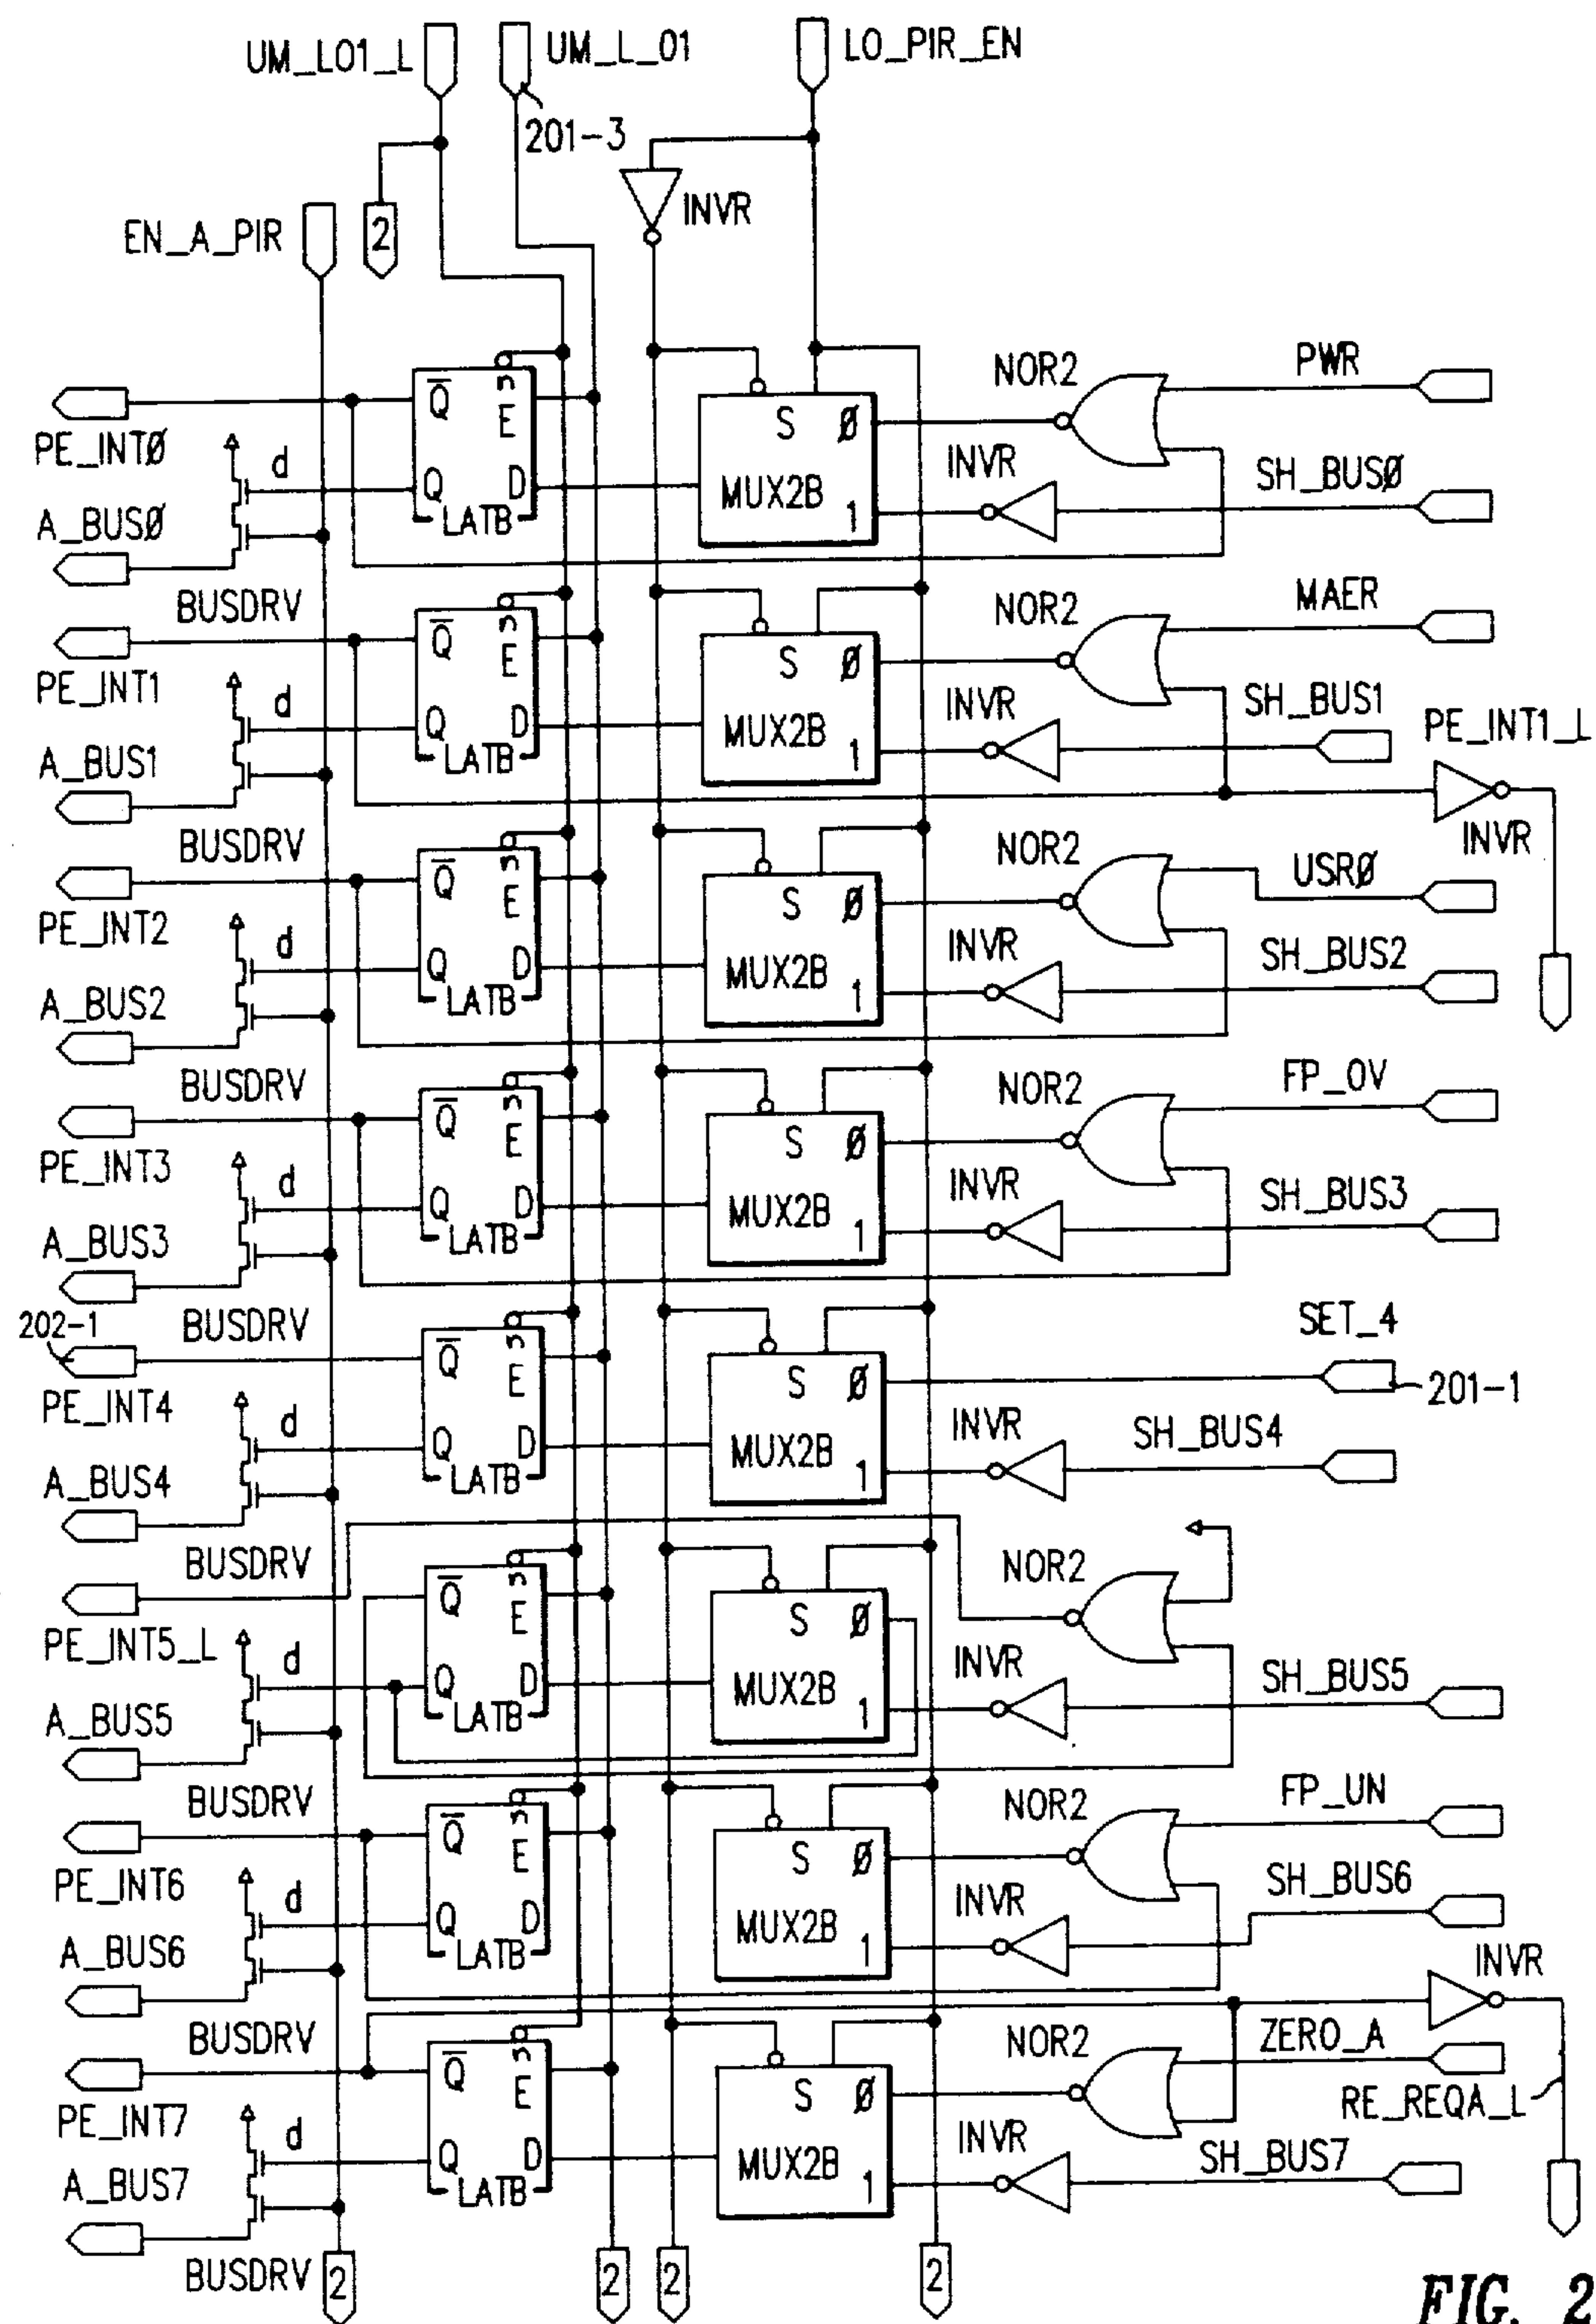 UM_L01_L
UM_L_01
LO_PIR_EN
201-3
INVR
EN_A_PIR
2
PE_INTØ
d
A_BUSØ
BUSDRV
Q
S
E
Q
D
LATB
S
Ø
MUX2B
1
NOR2
PWR
INVR
SH_BUSØ
PE_INT1
d
A_BUS1
BUSDRV
Q
S
E
Q
D
LATB
S
Ø
MUX2B
1
NOR2
MAER
INVR
SH_BUS1
PE_INT1_L
INVR
PE_INT2
d
A_BUS2
BUSDRV
Q
S
E
Q
D
LATB
S
Ø
MUX2B
1
NOR2
USRØ
INVR
SH_BUS2
PE_INT3
d
A_BUS3
BUSDRV
Q
S
E
Q
D
LATB
S
Ø
MUX2B
1
NOR2
FP_OV
INVR
SH_BUS3
202-1
PE_INT4
d
A_BUS4
BUSDRV
Q
S
E
Q
D
LATB
S
Ø
MUX2B
1
SET_4
201-1
INVR
SH_BUS4
PE_INT5_L
d
A_BUS5
BUSDRV
Q
S
E
Q
D
LATB
S
Ø
MUX2B
1
NOR2
INVR
SH_BUS5
PE_INT6
d
A_BUS6
BUSDRV
Q
S
E
Q
D
LATB
S
Ø
MUX2B
1
NOR2
FP_UN
INVR
SH_BUS6
INVR
PE_INT7
d
A_BUS7
BUSDRV
Q
S
E
Q
D
LATB
S
Ø
MUX2B
1
NOR2
ZERO_A
RE_REQA_L
INVR
SH_BUS7
2
2
2
2
FIG. 2